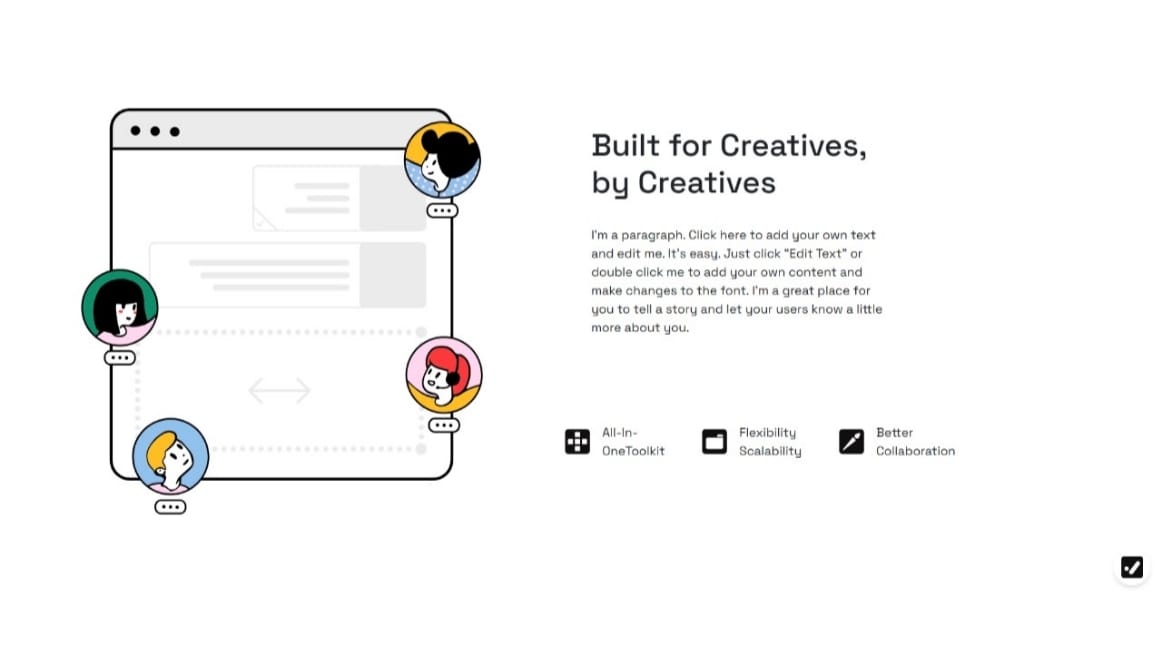 Built for Creatives,
by Creatives
I'm a paragraph. Click here to add your own text
and edit me. It's easy. Just click "Edit Text" or
double click me to add your own content and
make changes to the font. I'm a great place for
you to tell a story and let your users know a little
more about you.
All-In-
OneToolkit
Flexibility
Scalability
Better
Collaboration